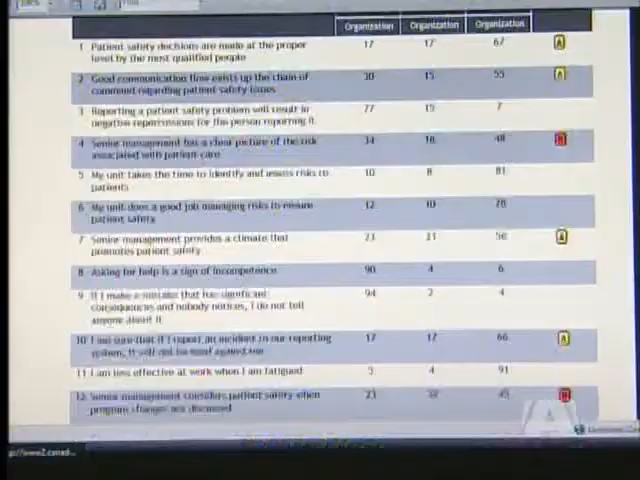 Organization Organization Organization
1 Patient safety decisions are made at the proper 17 17 67 A
level by the most qualified people
2 Good communication flow exists up the chain of 30 15 55 A
command regarding patient safety issues
3 Reporting a patient safety problem will result in 77 15 7
negative repercussions for the person reporting it.
4 Senior management has a clear picture of the risk 34 18 48
associated with patient care
5 My unit takes the time to identify and assess risks to 10 8 81
patients
6 My unit does a good job managing risks to ensure 12 10 78
patient safety
7 Senior management provides a climate that 23 21 56 A
promotes patient safety
8 Asking for help is a sign of incompetence 90 4 6
9 If I make a mistake that has significant 94 2 4
consequences and nobody notices, I do not tell
anyone about it
10 I am sure that if I report an incident to our reporting 17 17 66 A
system, it will not be used against me
11 I am less effective at work when I am fatigued 5 4 91
12 Senior management considers patient safety when 23
program changes are discussed